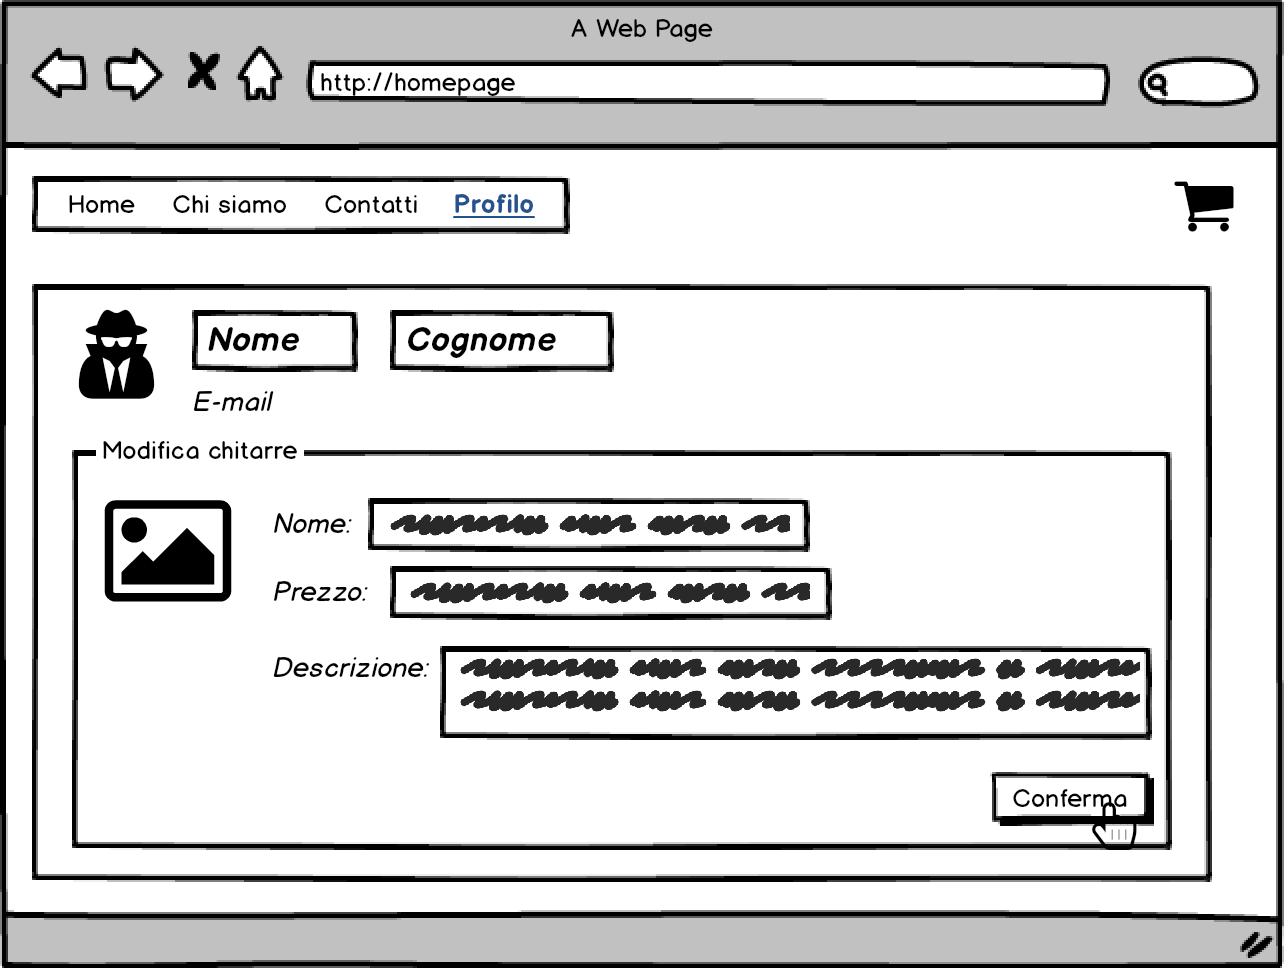 A Web Page
http://homepage
Home Chi siamo Contatti Profilo
Nome Cognome
E-mail
Modifica chitarre
Nome:
Prezzo:
Descrizione:
Conferma